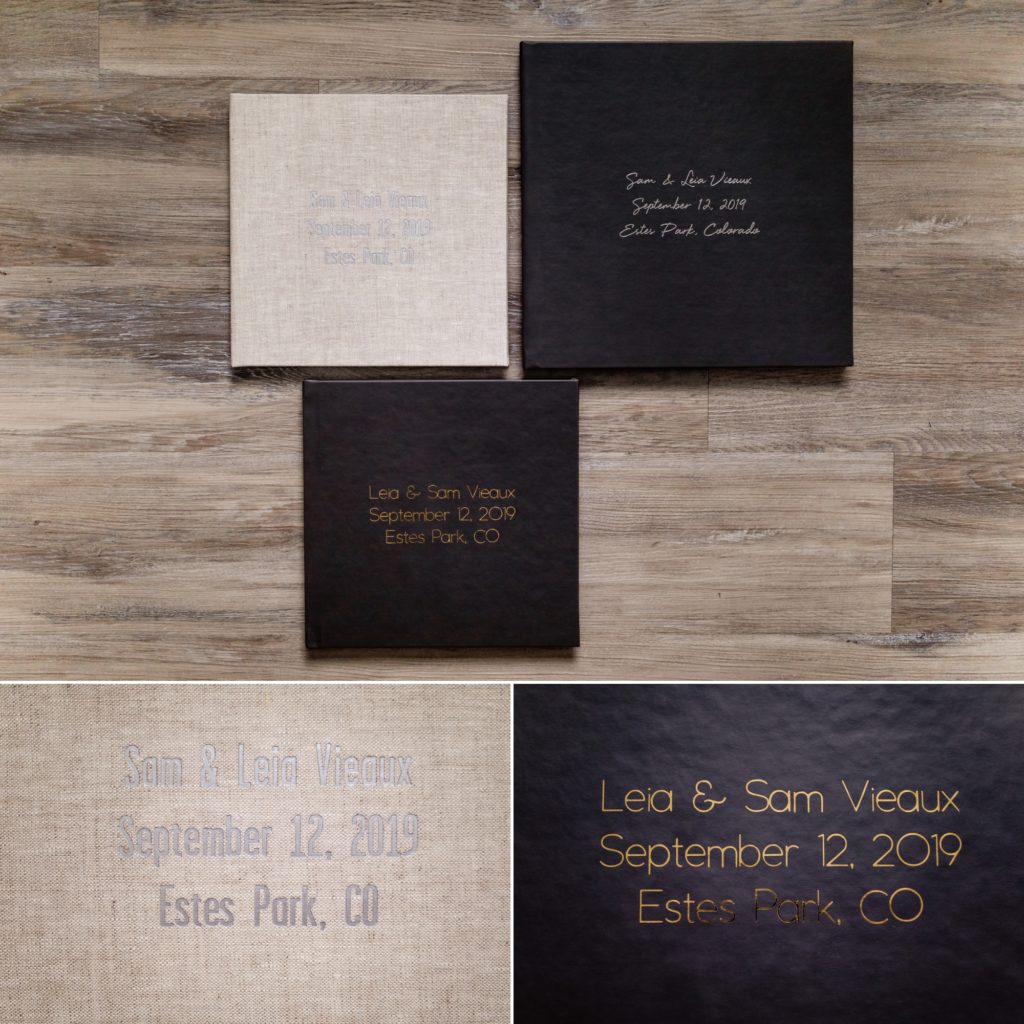 Sam & Leia Vieaux
September 12, 2019
Estes Park, CO
Sam & Leia Vieaux
September 12, 2019
Estes Park, Colorado
Leia & Sam Vieaux
September 12, 2019
Estes Park, CO
Sam & Leia Vieaux
September 12, 2019
Estes Park, CO
Leia & Sam Vieaux
September 12, 2019
Estes Park, CO